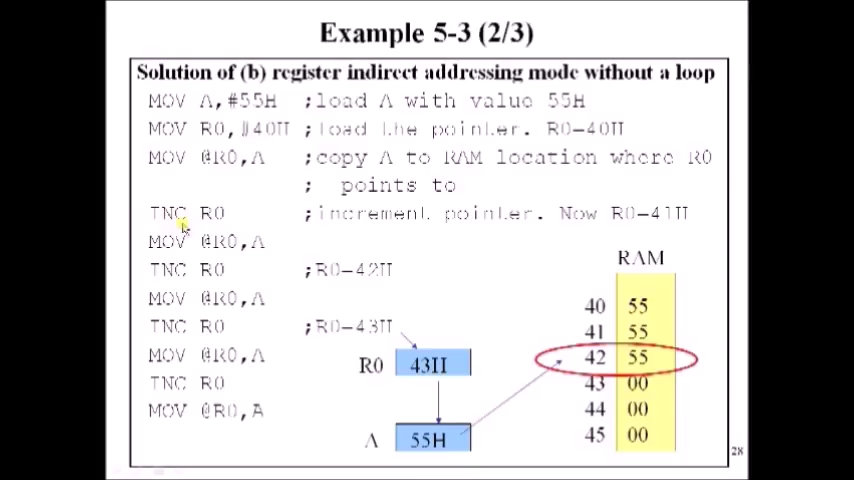 Example 5-3 (2/3)
Solution of (b) register indirect addressing mode without a loop
MOV A,#55H ;load A with value 55H
MOV R0,#40H ;load the pointer. R0=40H
MOV @R0,A ;copy A to RAM location where R0
; points to
INC R0 ;increment pointer. Now R0=41H
MOV @R0,A
INC R0 ;R0=42H
MOV @R0,A
INC R0 ;R0=43H
MOV @R0,A
INC R0
MOV @R0,A
R0 43H
A 55H
RAM
40 55
41 55
42 55
43 00
44 00
45 00
28